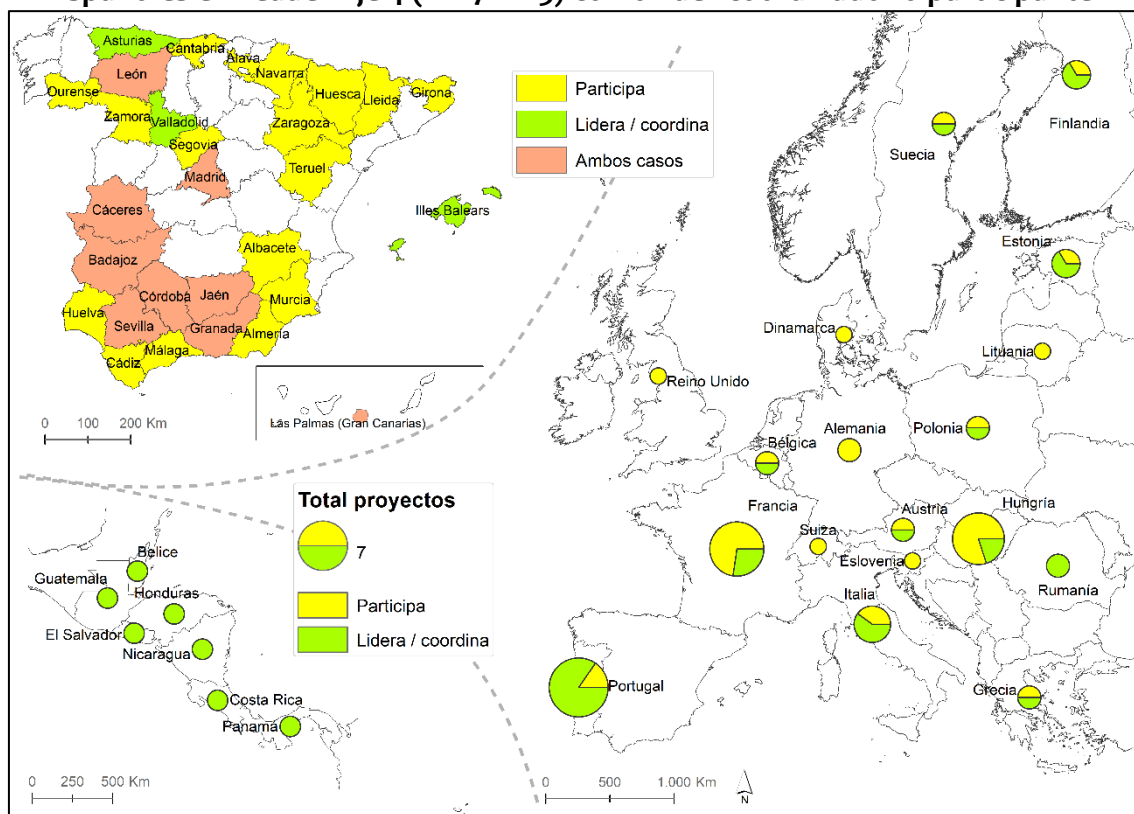 Asturias
Cantabria
Álava
Navarra
León
Ourense
Huesca
Lleida
Girona
Zamora
Valladolid
Zaragoza
Segovia
Teruel
Madrid
Cáceres
Illes Balears
Badajoz
Albacete
Córdoba
Jaén
Murcia
Huelva
Sevilla
Granada
Almería
Málaga
Cádiz
Las Palmas (Gran Canarias)
0 100 200 Km
Participa
Lidera / coordina
Ambos casos
Finlandia
Suecia
Estonia
Dinamarca
Lituania
Reino Unido
Bélgica
Alemania
Polonia
Francia
Suiza
Austria
Hungría
Eslovenia
Rumanía
Italia
Portugal
Grecia
0 500 1.000 Km
N
Total proyectos
7
Participa
Lidera / coordina
Belice
Guatemala
Honduras
El Salvador
Nicaragua
Costa Rica
Panamá
0 250 500 Km